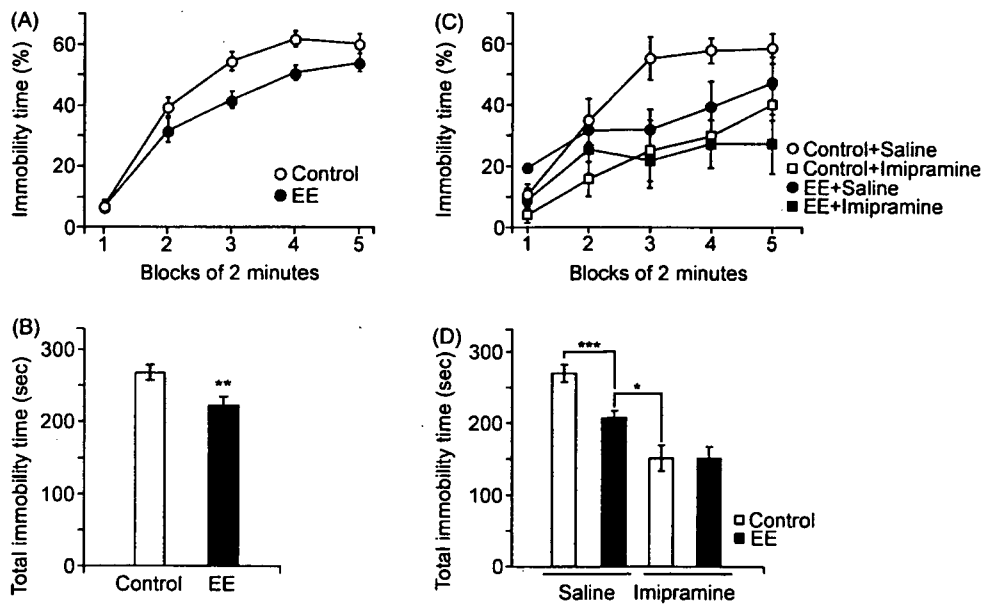 (A)
Immobility time (%)
60
40
20
0
1 2 3 4 5
Blocks of 2 minutes
Control
EE
(C)
Immobility time (%)
60
40
20
0
1 2 3 4 5
Blocks of 2 minutes
Control+Saline
Control+Imipramine
EE+Saline
EE+Imipramine
(B)
Total immobility time (sec)
300
200
100
0
**
Control EE
(D)
Total immobility time (sec)
300
200
100
0
***
*
Control
EE
Saline Imipramine